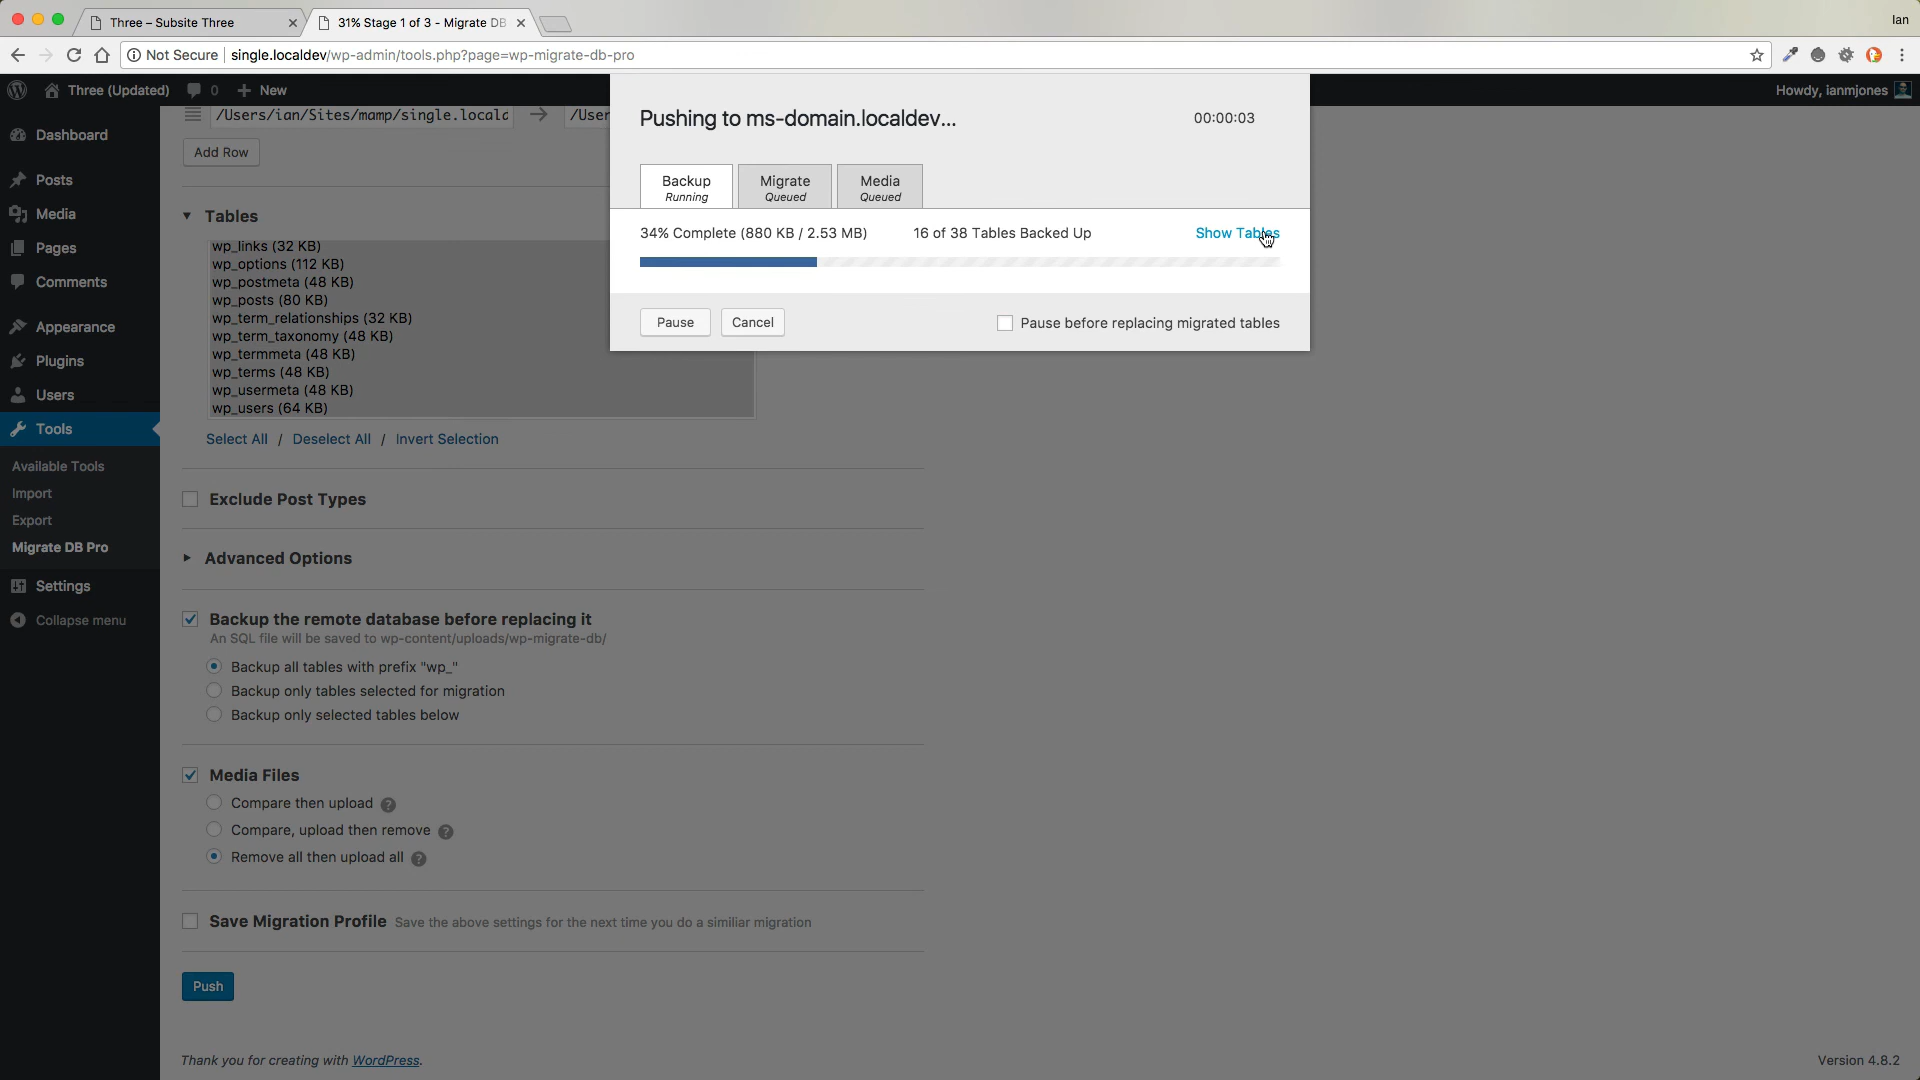 Three – Subsite Three
31% Stage 1 of 3 - Migrate DB
Ian
Not Secure
single.localdev/wp-admin/tools.php?page=wp-migrate-db-pro
Three (Updated)
0
New
Howdy, ianmjones
Dashboard
Posts
Media
Pages
Comments
Appearance
Plugins
Users
Tools
Available Tools
Import
Export
Migrate DB Pro
Settings
Collapse menu
/Users/ian/Sites/mamp/single.locald
/User
Add Row
Tables
wp_links (32 KB)
wp_options (112 KB)
wp_postmeta (48 KB)
wp_posts (80 KB)
wp_term_relationships (32 KB)
wp_term_taxonomy (48 KB)
wp_termmeta (48 KB)
wp_terms (48 KB)
wp_usermeta (48 KB)
wp_users (64 KB)
Select All / Deselect All / Invert Selection
Exclude Post Types
Advanced Options
Backup the remote database before replacing it
An SQL file will be saved to wp-content/uploads/wp-migrate-db/
Backup all tables with prefix "wp_"
Backup only tables selected for migration
Backup only selected tables below
Media Files
Compare then upload ?
Compare, upload then remove ?
Remove all then upload all ?
Save Migration Profile Save the above settings for the next time you do a similiar migration
Push
Thank you for creating with WordPress.
Version 4.8.2
Pushing to ms-domain.localdev...
00:00:03
Backup
Running
Migrate
Queued
Media
Queued
34% Complete (880 KB / 2.53 MB)
16 of 38 Tables Backed Up
Show Tables
Pause
Cancel
Pause before replacing migrated tables